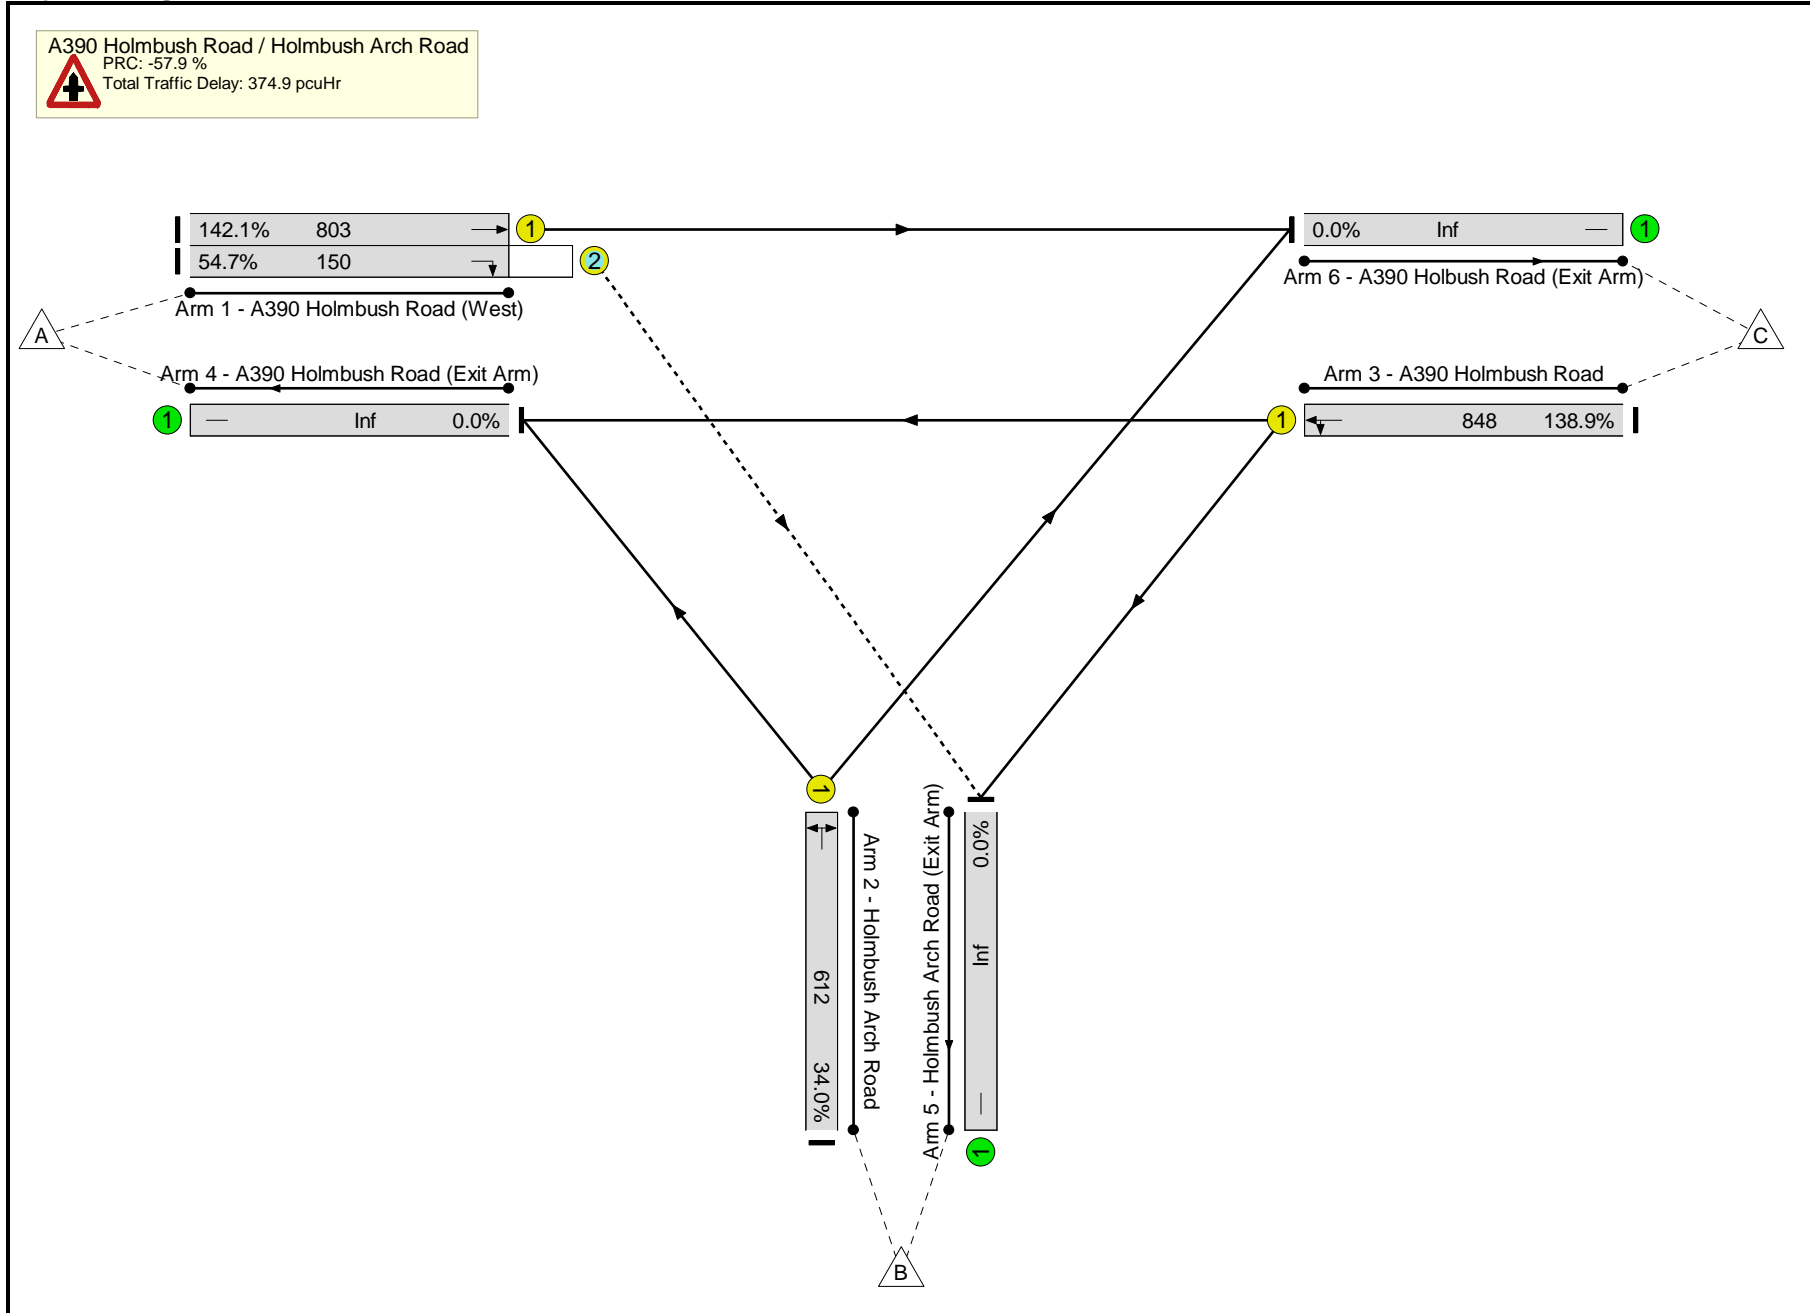 A390 Holmbush Road / Holmbush Arch Road
PRC: -57.9 %
Total Traffic Delay: 374.9 pcuHr
142.1% 803 1
54.7% 150 2
Arm 1 - A390 Holmbush Road (West)
0.0% Inf 1
Arm 6 - A390 Holbush Road (Exit Arm)
A
C
Arm 4 - A390 Holmbush Road (Exit Arm)
1 Inf 0.0%
Arm 3 - A390 Holmbush Road
1 848 138.9%
1
612 34.0%
Arm 2 - Holmbush Arch Road
Arm 5 - Holmbush Arch Road (Exit Arm)
0.0% Inf
1
B